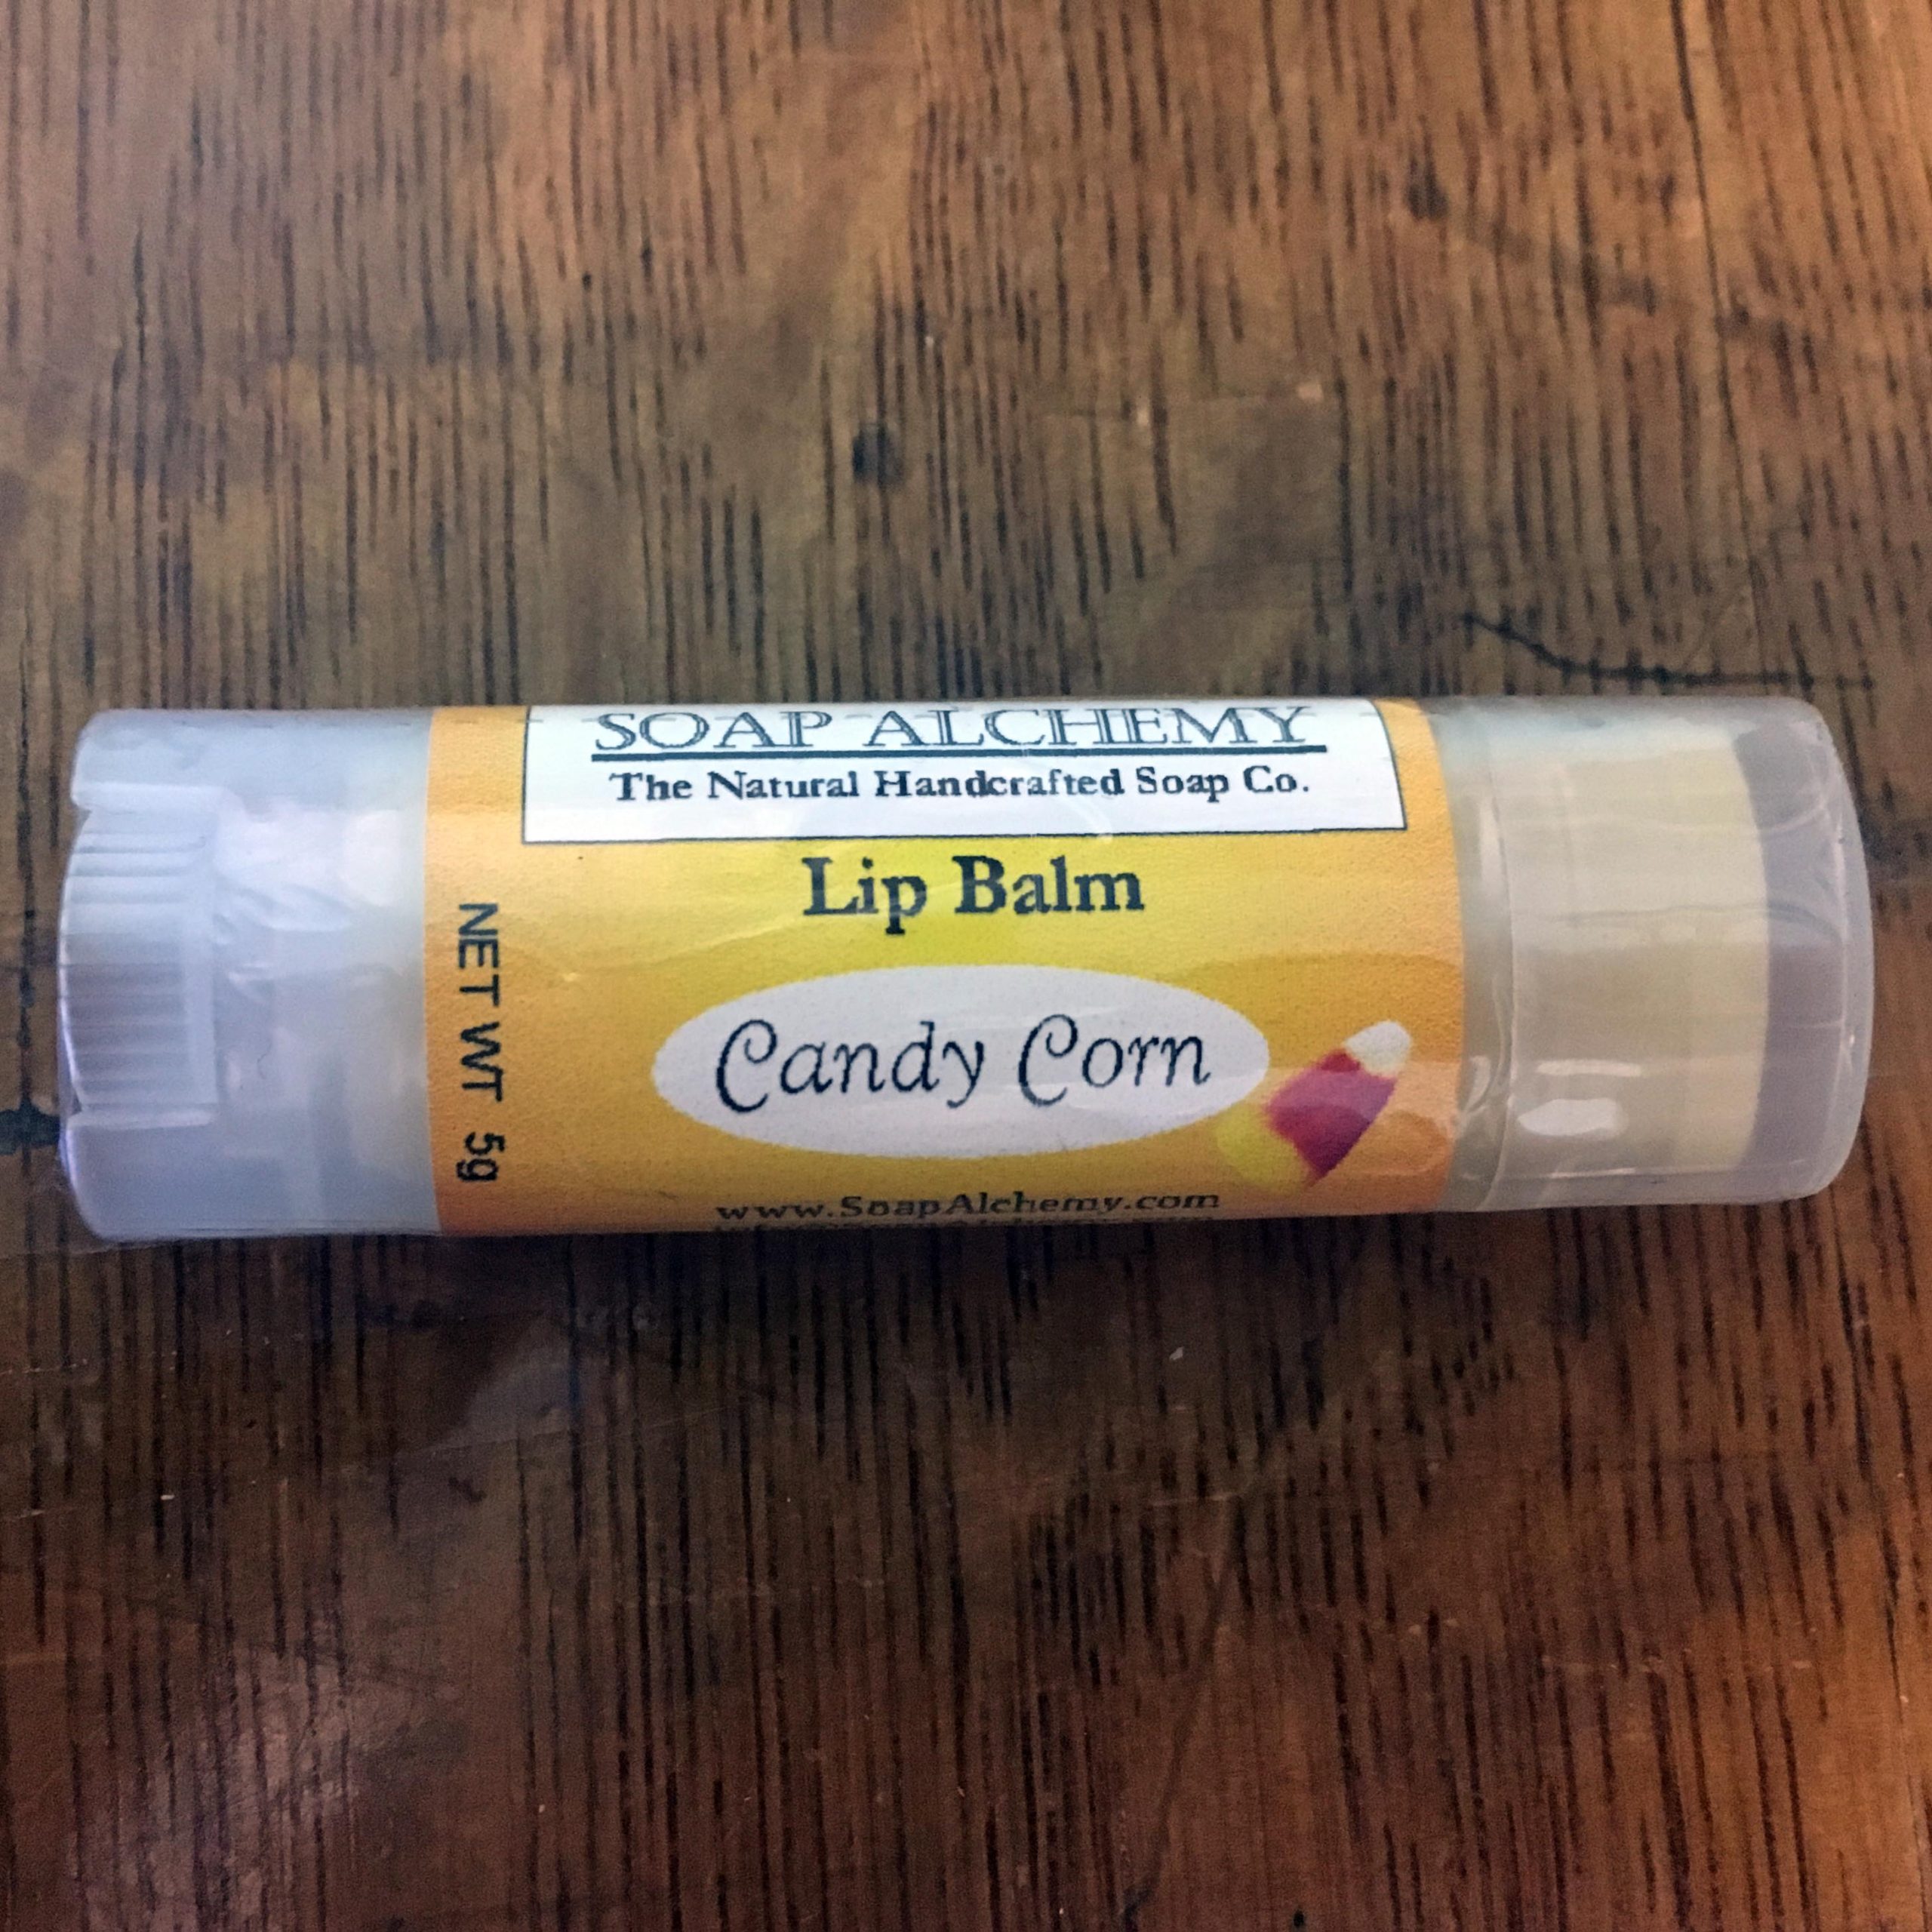 SOAP ALCHEMY
The Natural Handcrafted Soap Co.
Lip Balm
Candy Corn
www.SoapAlchemy.com
NET WT 5g